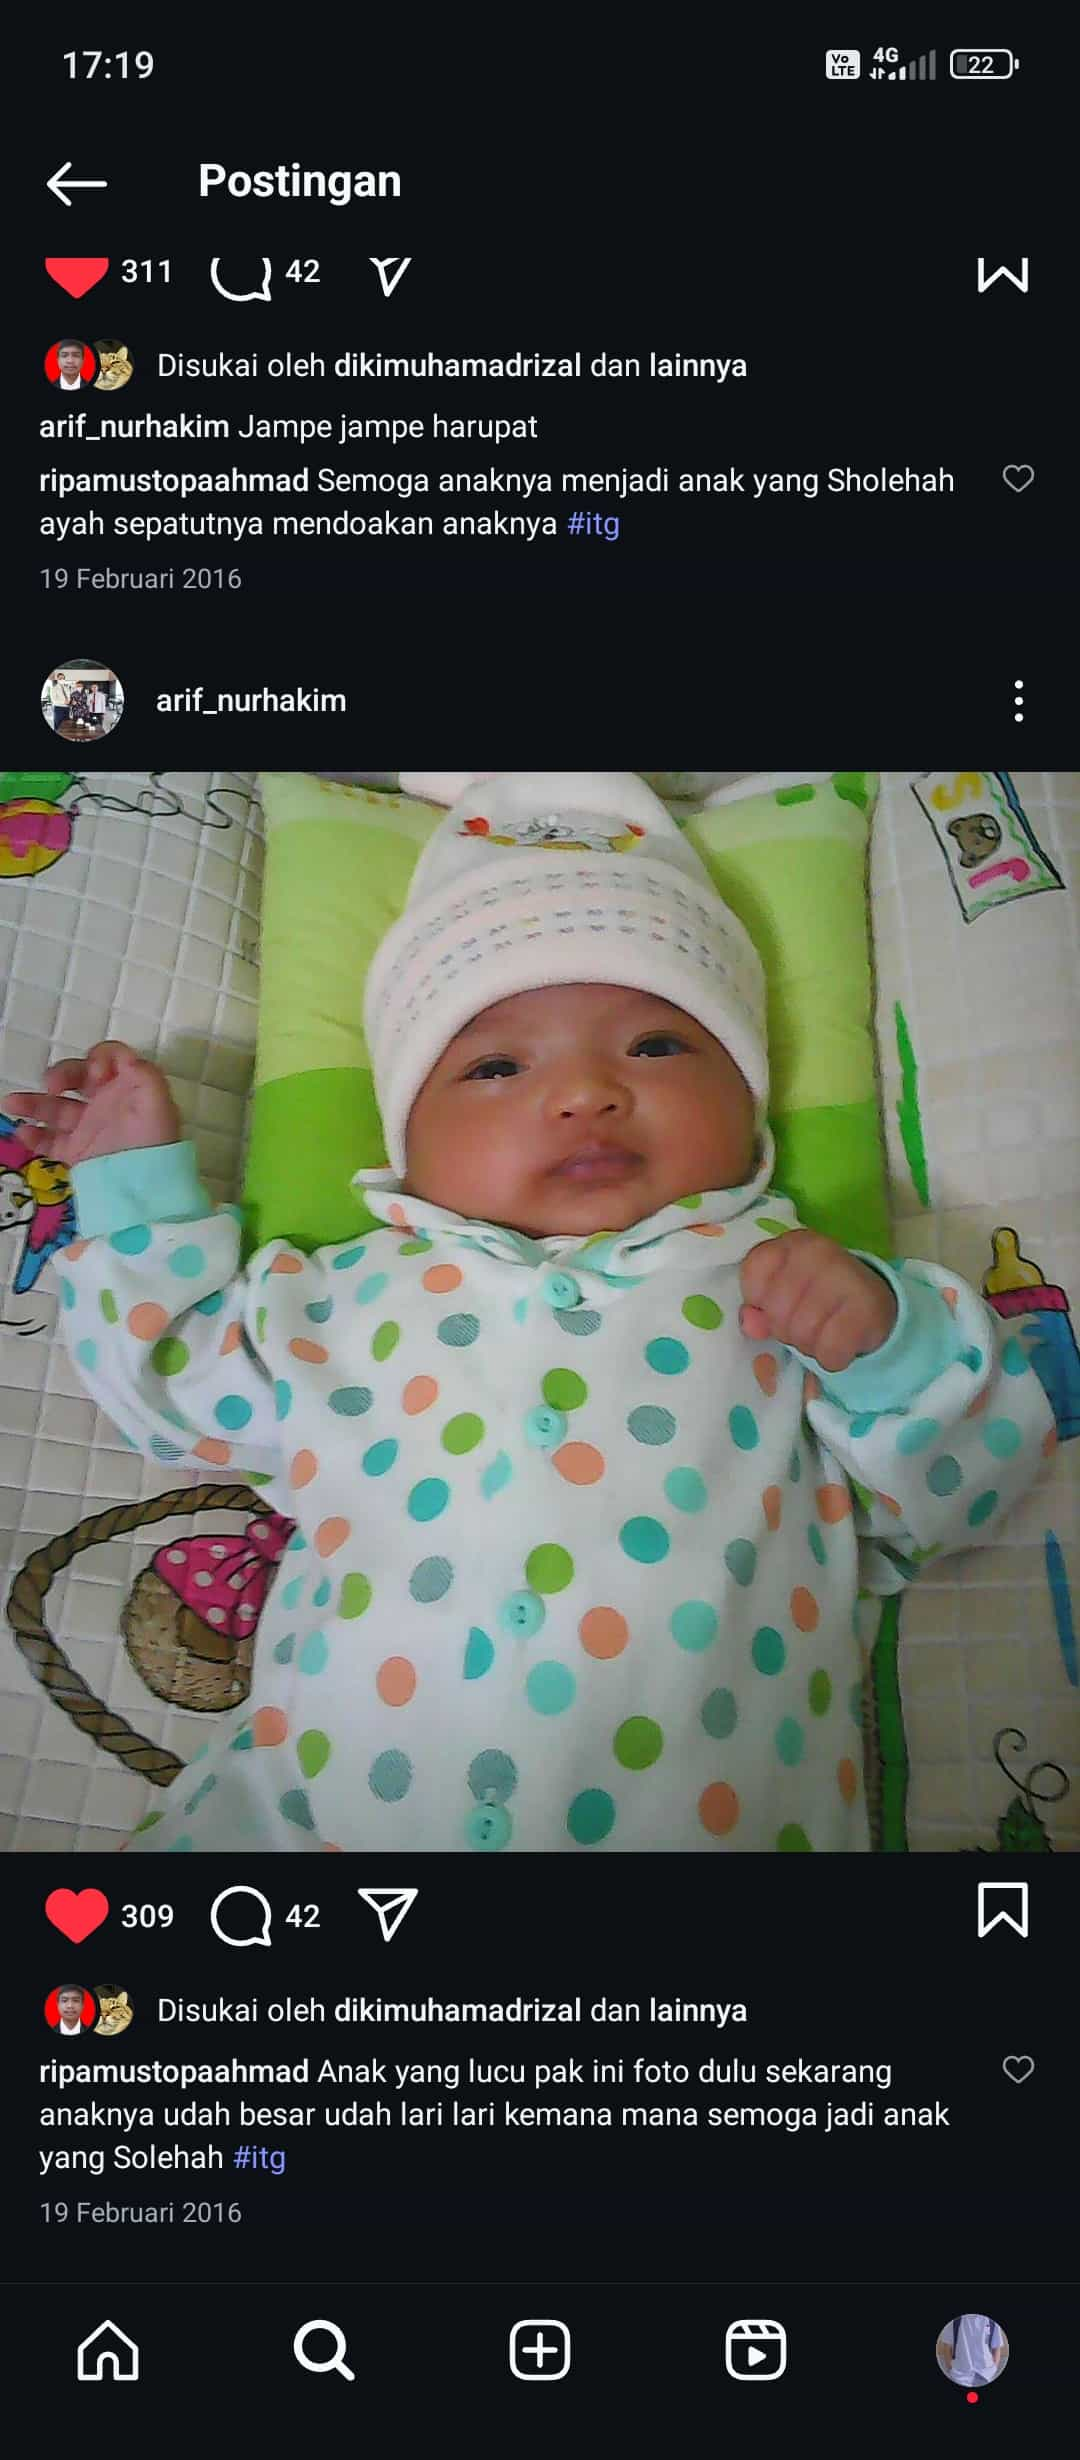 17:19
Vo LTE 4G 22
Postingan
311 42
Disukai oleh dikimuhamadrizal dan lainnya
arif_nurhakim Jampe jampe harupat
ripamustopaahmad Semoga anaknya menjadi anak yang Sholehah
ayah sepatutnya mendoakan anaknya #itg
19 Februari 2016
arif_nurhakim
309 42
Disukai oleh dikimuhamadrizal dan lainnya
ripamustopaahmad Anak yang lucu pak ini foto dulu sekarang
anaknya udah besar udah lari lari kemana mana semoga jadi anak
yang Solehah #itg
19 Februari 2016